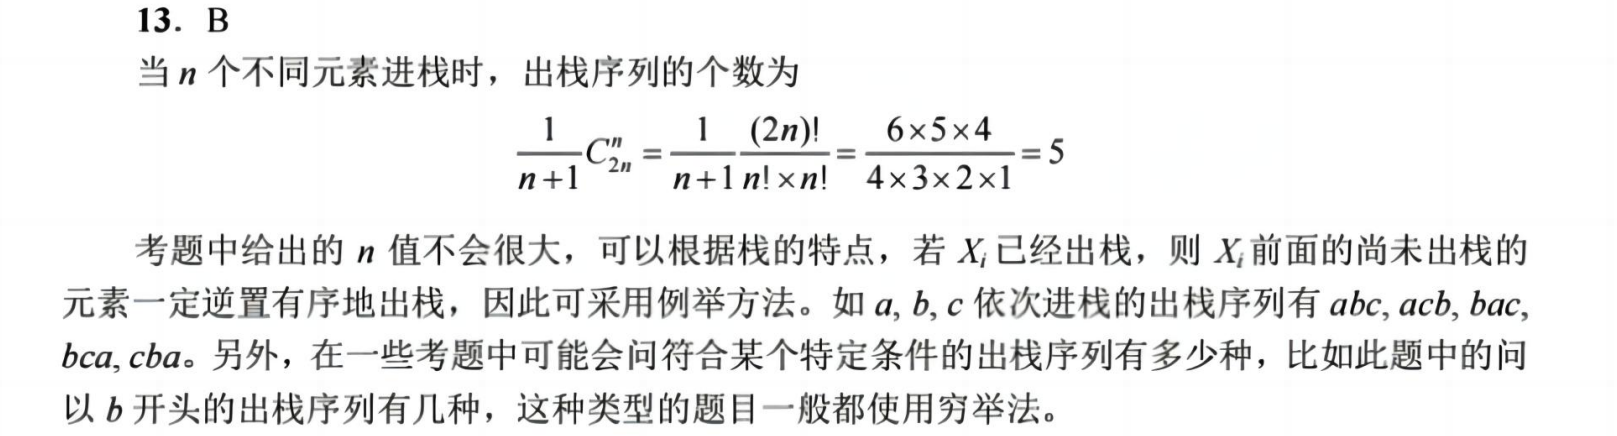 13. B
当 n 个不同元素进栈时，出栈序列的个数为
$\frac{1}{n+1}C_{2n}^{n}=\frac{1}{n+1}\frac{(2n)!}{n!\times n!}=\frac{6\times5\times4}{4\times3\times2\times1}=5$
考题中给出的 n 值不会很大，可以根据栈的特点，若 $X_i$ 已经出栈，则 $X_i$ 前面的尚未出栈的
元素一定逆置有序地出栈，因此可采用例举方法。如 a, b, c 依次进栈的出栈序列有 abc, acb, bac,
bca, cba。另外，在一些考题中可能会问符合某个特定条件的出栈序列有多少种，比如此题中的问
以 b 开头的出栈序列有几种，这种类型的题目一般都使用穷举法。